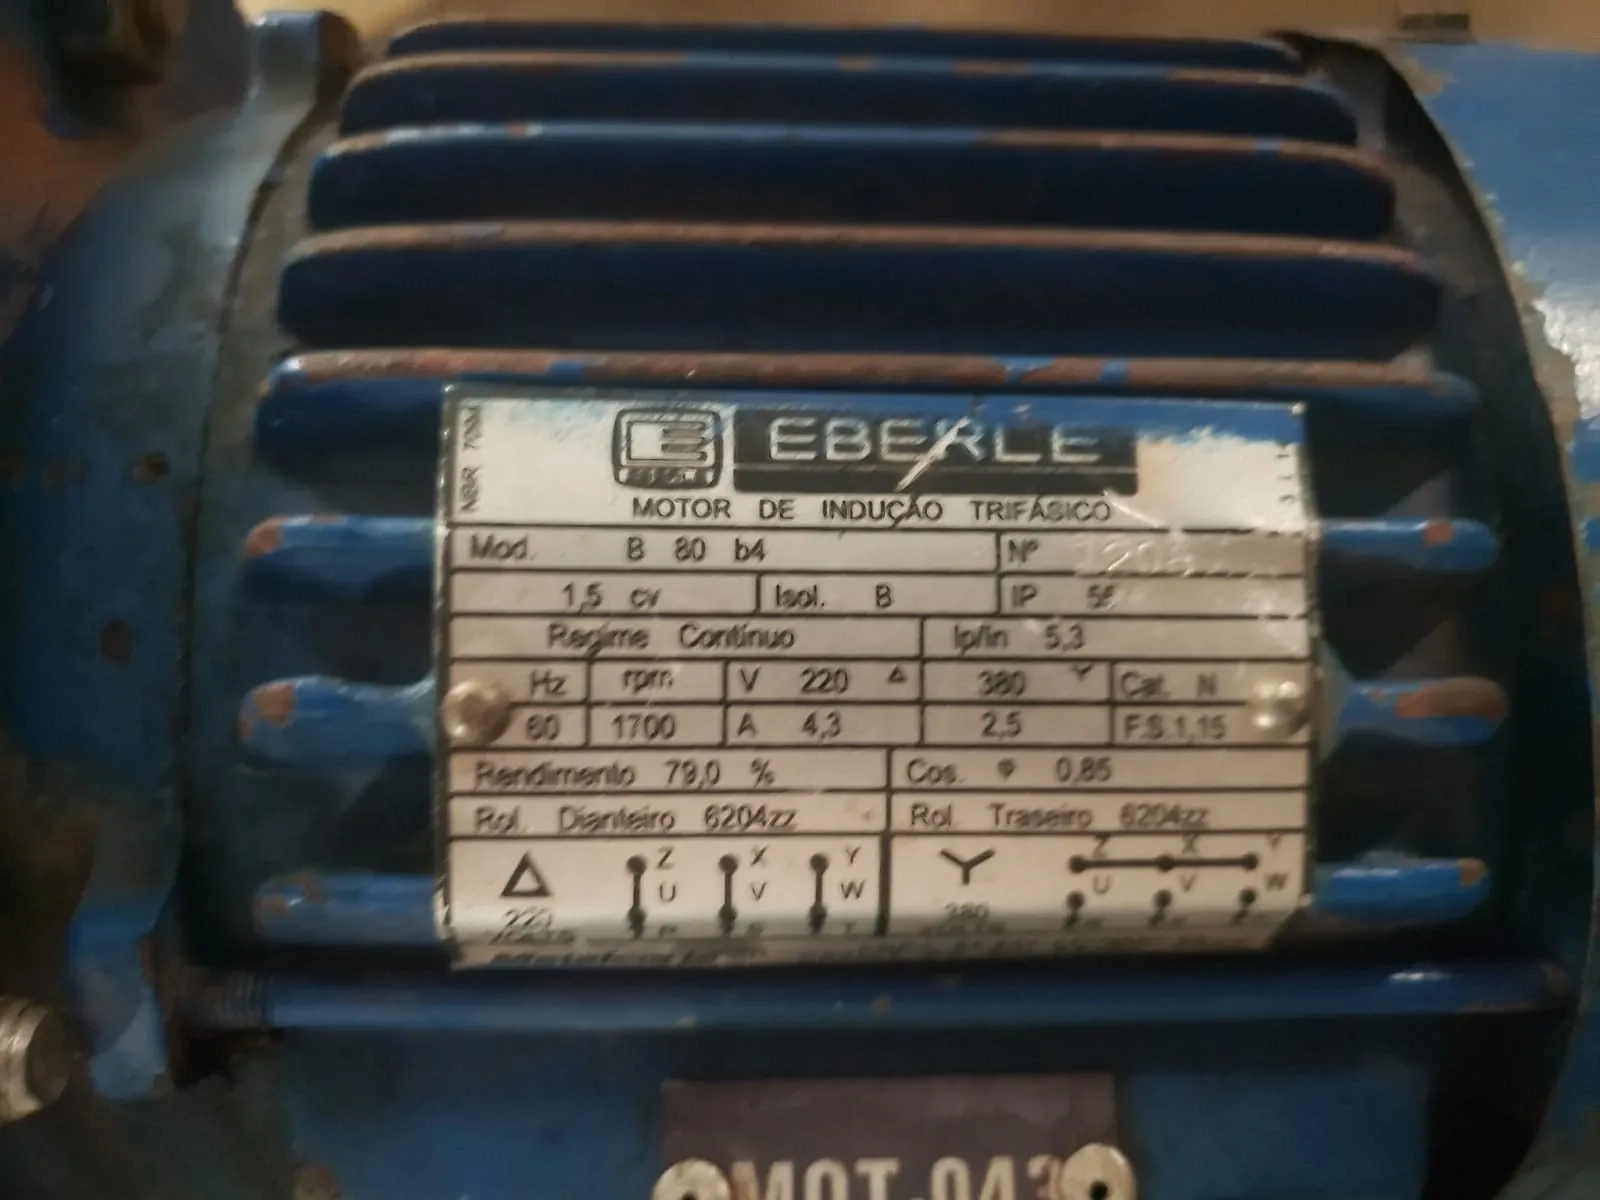 NBR 7094
EBERLE
MOTOR DE INDUÇÃO TRIFÁSICO
Mod. B 80 b4 Nº
1,5 cv Isol. B IP
Regime Contínuo Ip/In 5,3
Hz rpm V 220 Δ 380 Y Cat. N
60 1700 A 4,3 2,5 F.S.1,15
Rendimento 79,0 % Cos. φ 0,85
Rol. Dianteiro 6204zz Rol. Traseiro 6204zz
Z X Y Z X Y
Δ U V W Y U V W
220 380
MOT-043